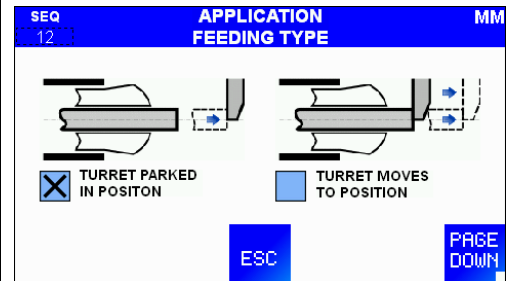 SEQ
12
APPLICATION
FEEDING TYPE
MM
TURRET PARKED
IN POSITON
TURRET MOVES
TO POSITION
ESC
PAGE
DOWN